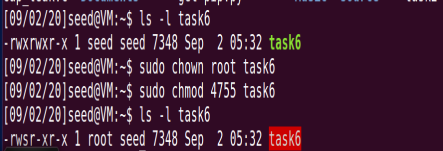 [09/02/20]seed@VM:~$ ls -l task6
-rwxrwxr-x 1 seed seed 7348 Sep  2 05:32 task6
[09/02/20]seed@VM:~$ sudo chown root task6
[09/02/20]seed@VM:~$ sudo chmod 4755 task6
[09/02/20]seed@VM:~$ ls -l task6
-rwsr-xr-x 1 root seed 7348 Sep  2 05:32 task6